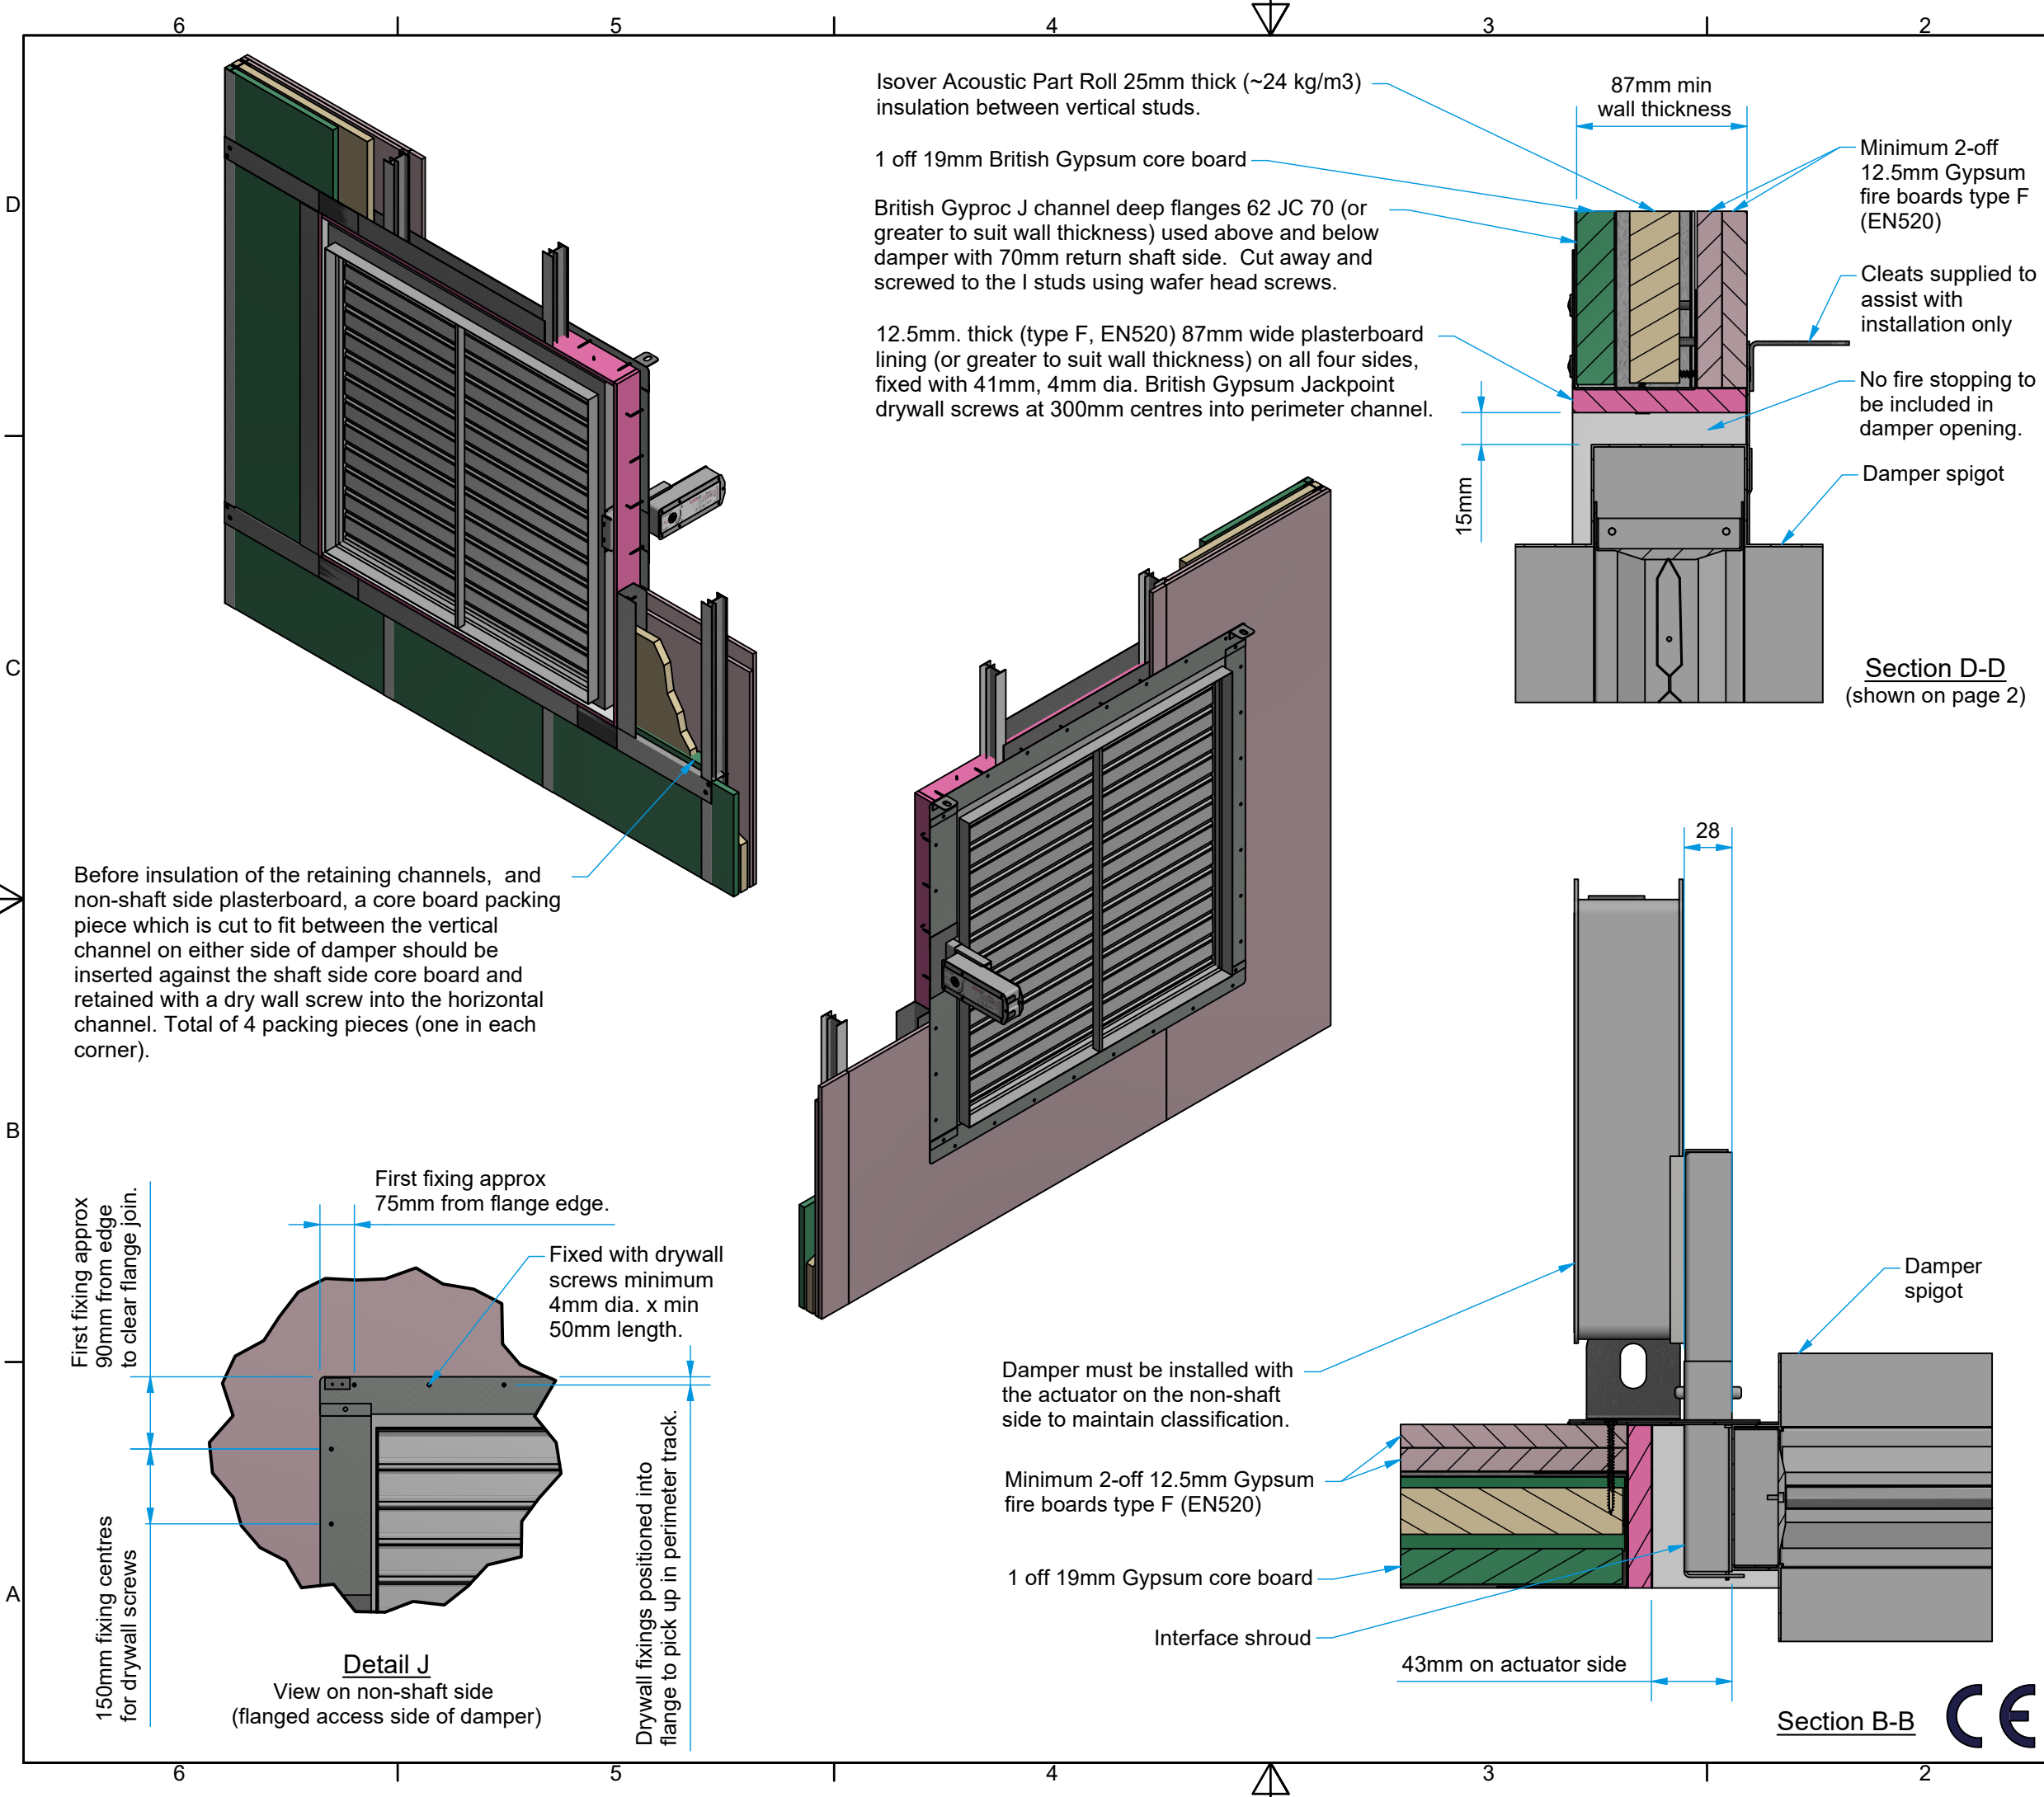 6
5
4
3
2
D
C
B
A
Isover Acoustic Part Roll 25mm thick (~24 kg/m3)
insulation between vertical studs.
1 off 19mm British Gypsum core board
British Gyproc J channel deep flanges 62 JC 70 (or
greater to suit wall thickness) used above and below
damper with 70mm return shaft side. Cut away and
screwed to the I studs using wafer head screws.
12.5mm. thick (type F, EN520) 87mm wide plasterboard
lining (or greater to suit wall thickness) on all four sides,
fixed with 41mm, 4mm dia. British Gypsum Jackpoint
drywall screws at 300mm centres into perimeter channel.
87mm min
wall thickness
Minimum 2-off
12.5mm Gypsum
fire boards type F
(EN520)
Cleats supplied to
assist with
installation only
No fire stopping to
be included in
damper opening.
Damper spigot
15mm
Section D-D
(shown on page 2)
Before insulation of the retaining channels, and
non-shaft side plasterboard, a core board packing
piece which is cut to fit between the vertical
channel on either side of damper should be
inserted against the shaft side core board and
retained with a dry wall screw into the horizontal
channel. Total of 4 packing pieces (one in each
corner).
First fixing approx
90mm from edge
to clear flange join.
First fixing approx
75mm from flange edge.
Fixed with drywall
screws minimum
4mm dia. x min
50mm length.
150mm fixing centres
for drywall screws
Drywall fixings positioned into
flange to pick up in perimeter track.
Detail J
View on non-shaft side
(flanged access side of damper)
28
Damper
spigot
Damper must be installed with
the actuator on the non-shaft
side to maintain classification.
Minimum 2-off 12.5mm Gypsum
fire boards type F (EN520)
1 off 19mm Gypsum core board
Interface shroud
43mm on actuator side
Section B-B
CE
6
5
4
3
2